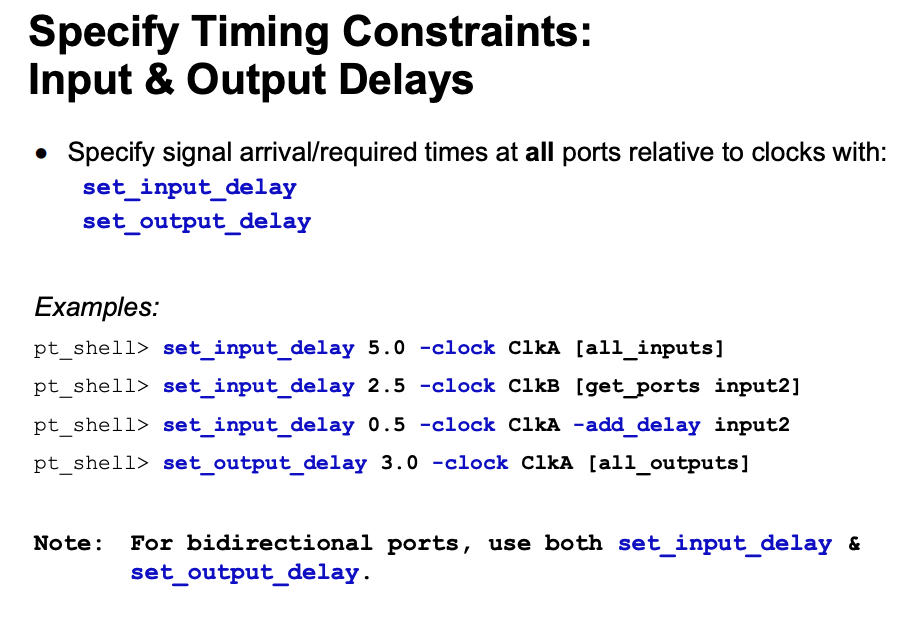 Specify Timing Constraints:
Input & Output Delays
• Specify signal arrival/required times at all ports relative to clocks with:
set_input_delay
set_output_delay
Examples:
pt_shell> set_input_delay 5.0 -clock ClkA [all_inputs]
pt_shell> set_input_delay 2.5 -clock ClkB [get_ports input2]
pt_shell> set_input_delay 0.5 -clock ClkA -add_delay input2
pt_shell> set_output_delay 3.0 -clock ClkA [all_outputs]
Note: For bidirectional ports, use both set_input_delay &
set_output_delay.